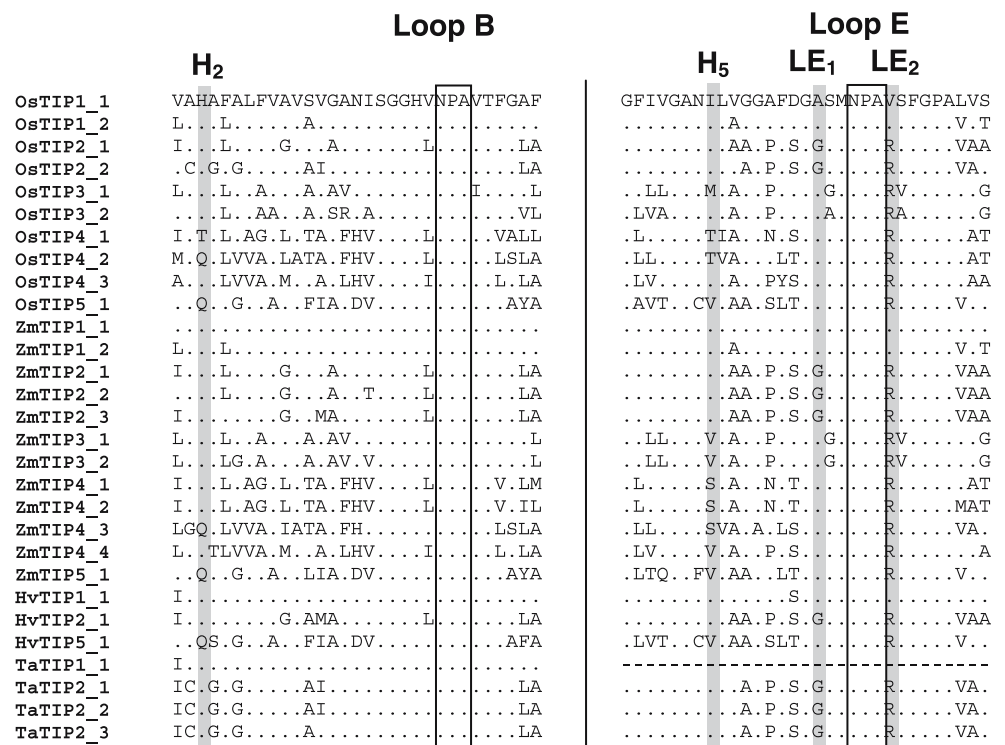 Loop B
Loop E
H2
H5
LE1
LE2
OsTIP1_1 VAHAFALFVAVSVGANISGGHVNPAVTFGAF GFIVGANILVGGAFDGASMNPAVSFGPALVS
OsTIP1_2 L...L......A................... .........A..................V.T
OsTIP2_1 I...L....G...A.......L.......LA .........AA.P.S.G.....R.....VAA
OsTIP2_2 .C.G.G.....AI................LA ..........A.P.S.G.....R.....VA.
OsTIP3_1 L...L..A...A.AV..........I....L ..LL...M.A..P....G....RV......G
OsTIP3_2 ....L..AA..A.SR.A............VL .LVA.....A..P....A....RA......G
OsTIP4_1 I.T.L.AG.L.TA.FHV....L.....VALL .L.....TIA..N.S.......R......AT
OsTIP4_2 M.Q.LVVA.LATA.FHV..........LSLA ..LL...TVA...LT.......R......AT
OsTIP4_3 A...LVVA.M..A.LHV....I.....L.LA .LV......A..PYS.......R......AA
OsTIP5_1 ..Q..G..A..FIA.DV...........AYA .AVT..CV.AA.SLT.......R.....V..
ZmTIP1_1 ............................... ...............................
ZmTIP1_2 L...L.......................... .........A..................V.T
ZmTIP2_1 I...L....G...A.......L.......LA .........AA.P.S.G.....R.....VAA
ZmTIP2_2 ....L....G.A....T............LA .........AA.P.S.G.....R.....VAA
ZmTIP2_3 I........G..MA.......L.......LA .........AA.P.S.G.....R.....VAA
ZmTIP3_1 L...L..A...A.AV...............L ..LL...V.A..P....G....RV......G
ZmTIP3_2 L...LG.A...A.AV.V.............L ..LL...V.A..P....G....RV......G
ZmTIP4_1 I...L.AG.L.TA.FHV....L.....V.LM .L.....S.A..N.T.......R......AT
ZmTIP4_2 I...L.AG.L.TA.FHV....L.....V.IL .L.....S.A..N.T.......R.....MAT
ZmTIP4_3 LGQ.LVVA.IATA.FH...........LSLA .LL....SVA.A.LS.......R.....VA.
ZmTIP4_4 L..TLVVA.M..A.LHV....I.....L.LA .LV....V.A..PYS.......R.......A
ZmTIP5_1 ..Q..G..A..LIA.DV...........AYA .LTQ..FV.AA..LT.......R.....V..
HvTIP1_1 I.............................. ..............S................
HvTIP2_1 I........G.AMA.......L.......LA .........AA.P.S.G.....R.....VAA
HvTIP5_1 ..QS.G..A..FIA.DV...........AFA .LVT..CV.AA.SLT.......R.....V..
TaTIP1_1 I.............................. -------------------------------
TaTIP2_1 IC.G.G.....AI................LA ..........A.P.S.G.....R.....VA.
TaTIP2_2 IC.G.G.....AI................LA ..........A.P.S.G.....R.....VA.
TaTIP2_3 IC.G.G.....A.................LA ..........A.P.S.G.....R.....VA.